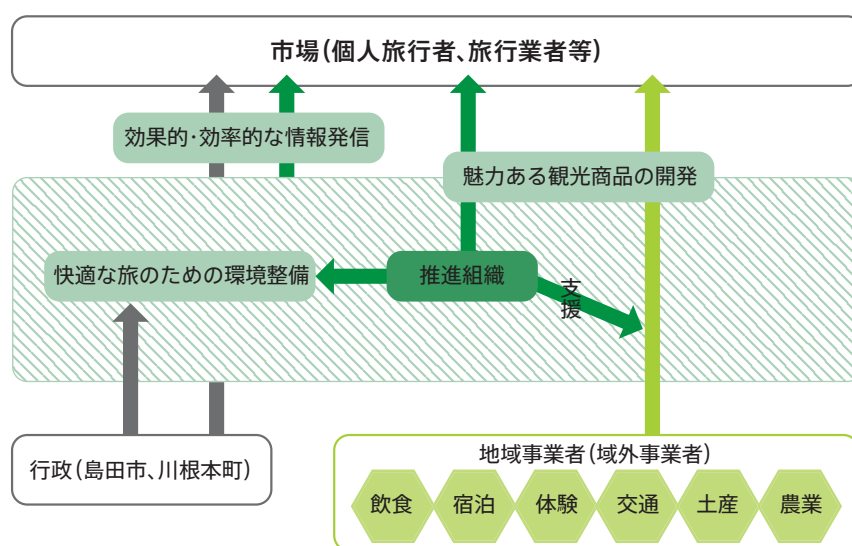 市場(個人旅行者、旅行業者等)
効果的・効率的な情報発信
魅力ある観光商品の開発
快適な旅のための環境整備
推進組織
支援
行政(島田市、川根本町)
地域事業者(域外事業者)
飲食 宿泊 体験 交通 土産 農業